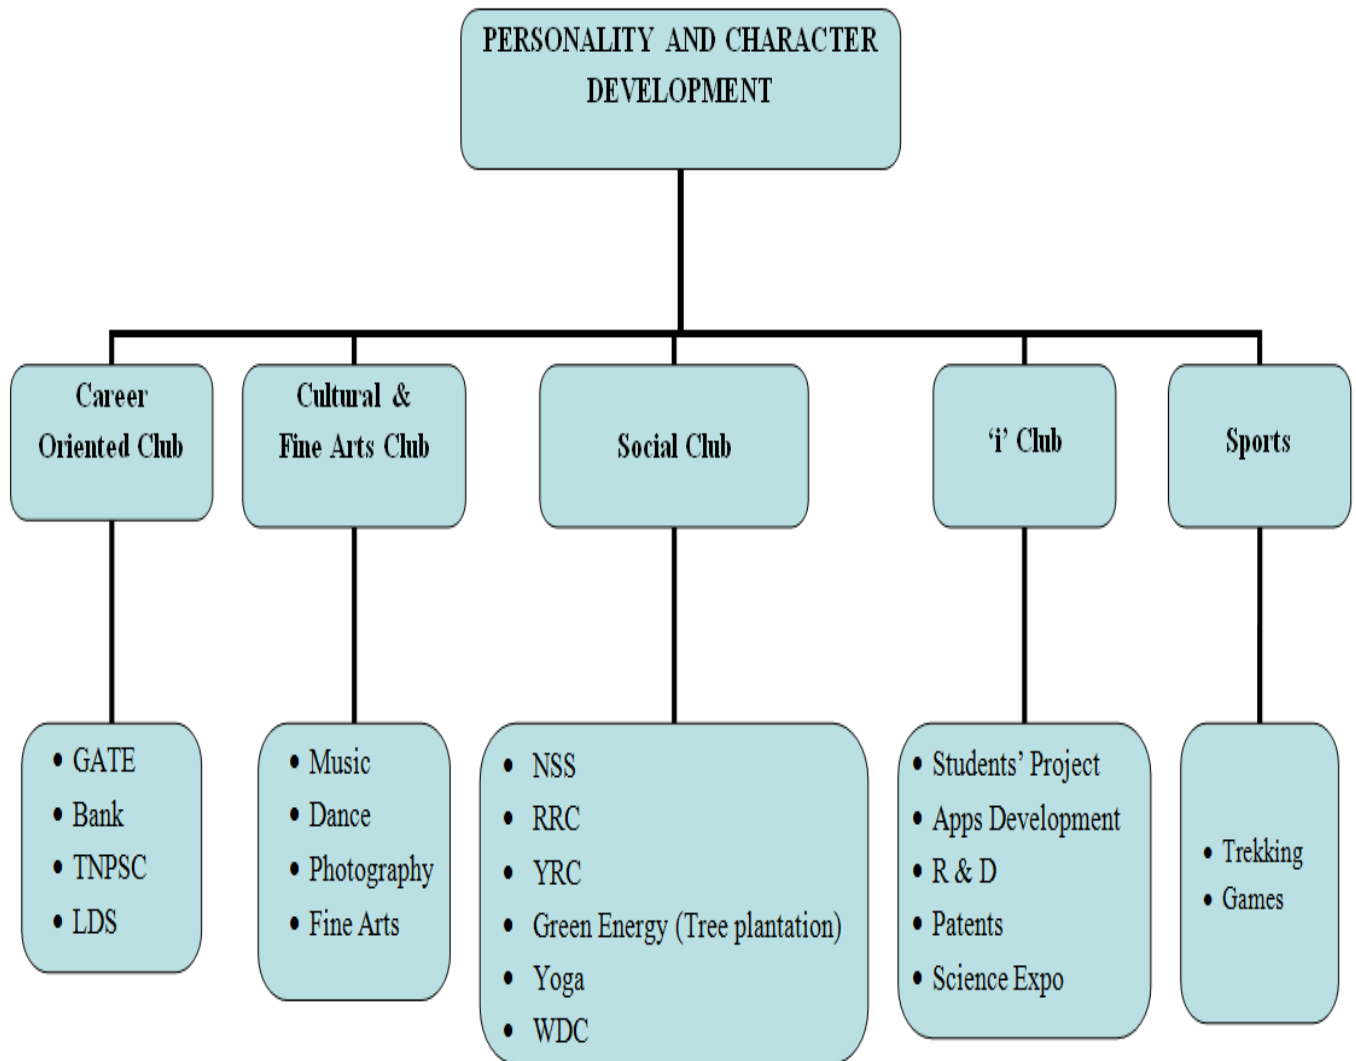 PERSONALITY AND CHARACTER
DEVELOPMENT
Career
Oriented Club
Cultural &
Fine Arts Club
Social Club
‘i’ Club
Sports
• GATE
• Bank
• TNPSC
• LDS
• Music
• Dance
• Photography
• Fine Arts
• NSS
• RRC
• YRC
• Green Energy (Tree plantation)
• Yoga
• WDC
• Students’ Project
• Apps Development
• R & D
• Patents
• Science Expo
• Trekking
• Games